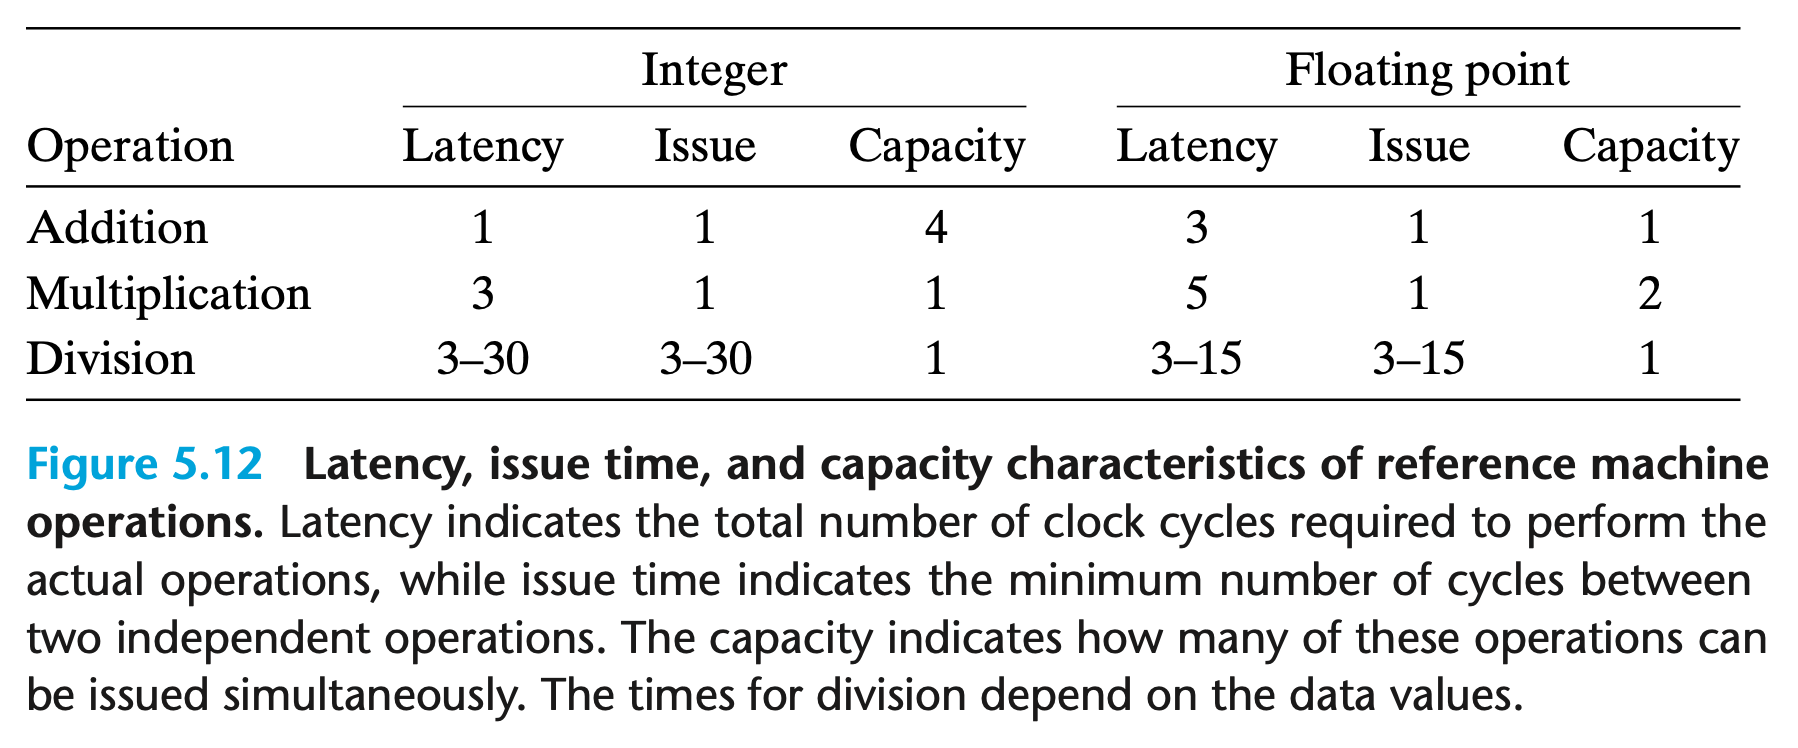 Integer Floating point
Operation Latency Issue Capacity Latency Issue Capacity
Addition 1 1 4 3 1 1
Multiplication 3 1 1 5 1 2
Division 3–30 3–30 1 3–15 3–15 1
Figure 5.12 Latency, issue time, and capacity characteristics of reference machine
operations. Latency indicates the total number of clock cycles required to perform the
actual operations, while issue time indicates the minimum number of cycles between
two independent operations. The capacity indicates how many of these operations can
be issued simultaneously. The times for division depend on the data values.